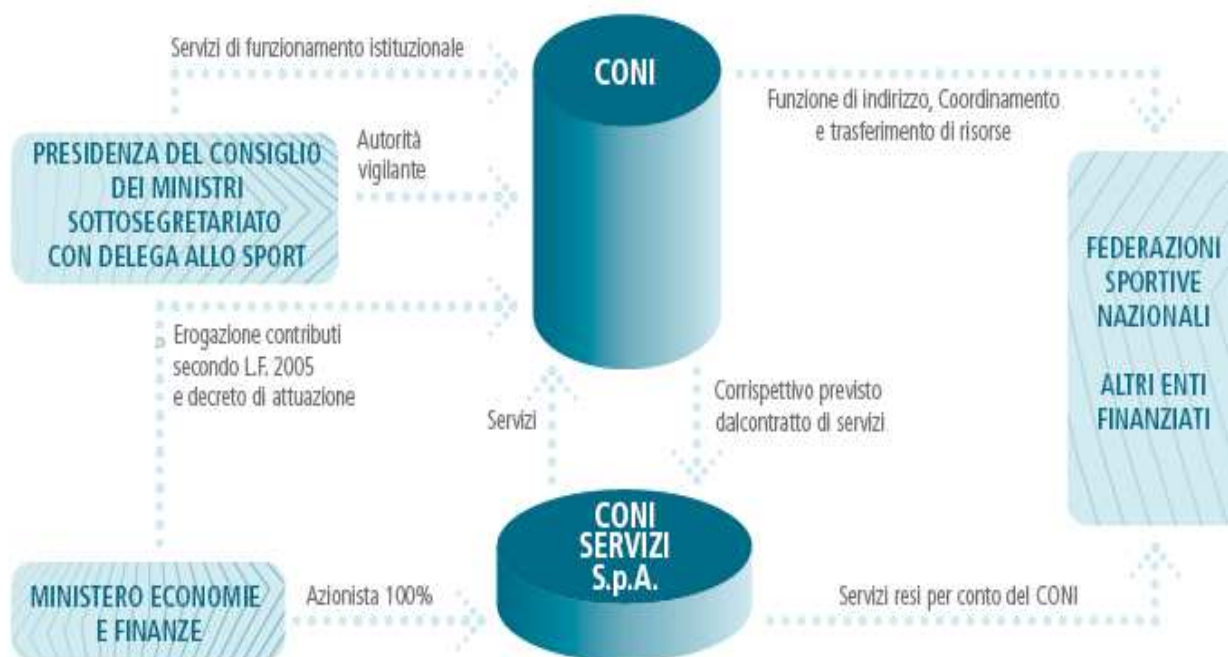 Servizi di funzionamento istituzionale
CONI
Funzione di indirizzo, Coordinamento
e trasferimento di risorse
PRESIDENZA DEL CONSIGLIO
DEI MINISTRI
SOTTOSEGRETARIATO
CON DELEGA ALLO SPORT
Autorità
vigilante
FEDERAZIONI
SPORTIVE
NAZIONALI
ALTRI ENTI
FINANZIATI
Erogazione contributi
secondo L.F. 2005
e decreto di attuazione
Servizi
Corrispettivo previsto
dalcontratto di servizi
CONI
SERVIZI
S.p.A.
MINISTERO ECONOMIE
E FINANZE
Azionista 100%
Servizi resi per conto del CONI